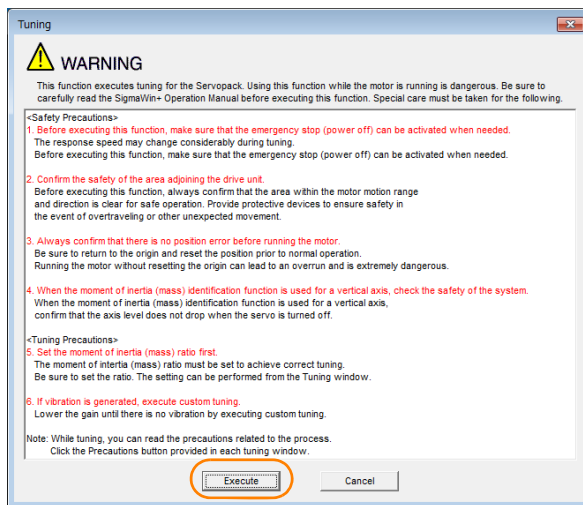 Tuning
WARNING
This function executes tuning for the Servopack. Using this function while the motor is running is dangerous. Be sure to
carefully read the SigmaWin+ Operation Manual before executing this function. Special care must be taken for the following.
<Safety Precautions>
1. Before executing this function, make sure that the emergency stop (power off) can be activated when needed.
The response speed may change considerably during tuning.
Before executing this function, make sure that the emergency stop (power off) can be activated when needed.
2. Confirm the safety of the area adjoining the drive unit.
Before executing this function, always confirm that the area within the motor motion range
and direction is clear for safe operation. Provide protective devices to ensure safety in
the event of overtraveling or other unexpected movement.
3. Always confirm that there is no position error before running the motor.
Be sure to return to the origin and reset the position prior to normal operation.
Running the motor without resetting the origin can lead to an overrun and is extremely dangerous.
4. When the moment of inertia (mass) identification function is used for a vertical axis, check the safety of the system.
When the moment of inertia (mass) identification function is used for a vertical axis,
confirm that the axis level does not drop when the servo is turned off.
<Tuning Precautions>
5. Set the moment of inertia (mass) ratio first.
The moment of intertia (mass) ratio must be set to achieve correct tuning.
Be sure to set the ratio. The setting can be performed from the Tuning window.
6. If vibration is generated, execute custom tuning.
Lower the gain until there is no vibration by executing custom tuning.
Note: While tuning, you can read the precautions related to the process.
Click the Precautions button provided in each tuning window.
Execute Cancel